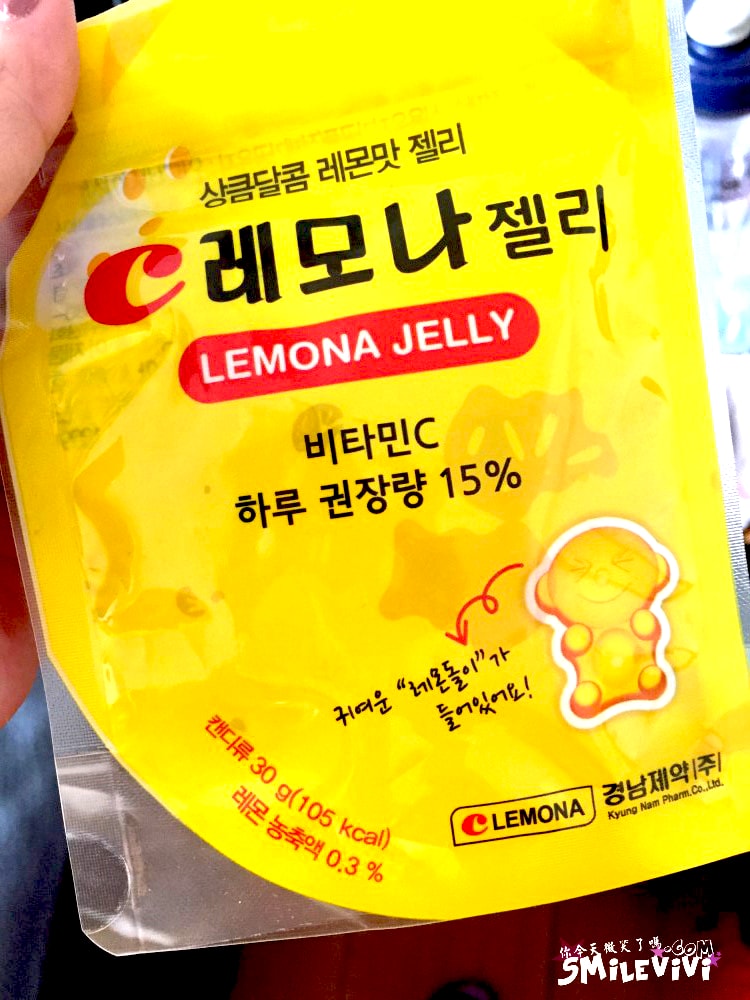 상큼달콤 레몬맛 젤리
C 레모나 젤리
LEMONA JELLY
비타민C
하루 권장량 15%
귀여운 "레몬돌이"가
들어있어요!
캔디류 30 g(105 kcal)
레몬 농축액 0.3 %
C LEMONA
경남제약(주)
Kyung Nam Pharm.Co.,Ltd.
你今天微笑了嗎.COM
SMiLEViVi